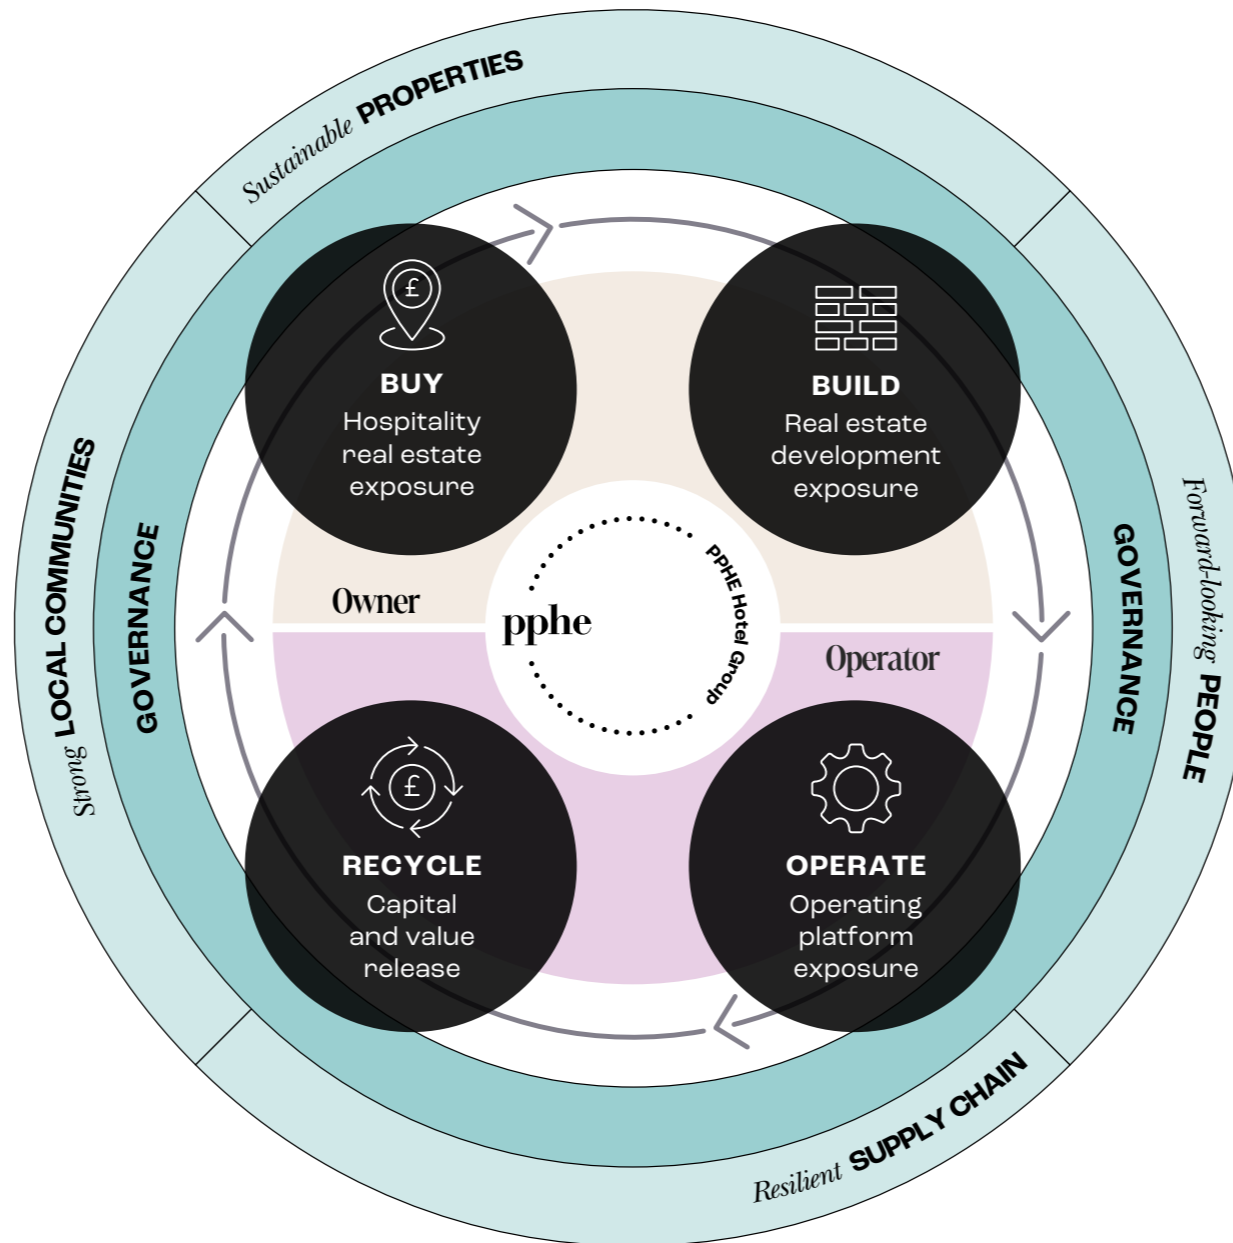 Sustainable PROPERTIES
£
BUY
Hospitality
real estate
exposure
BUILD
Real estate
development
exposure
Strong LOCAL COMMUNITIES
GOVERNANCE
Owner
pphe
PPHE Hotel Group
Operator
GOVERNANCE
Forward-looking PEOPLE
£
RECYCLE
Capital
and value
release
OPERATE
Operating
platform
exposure
Resilient SUPPLY CHAIN